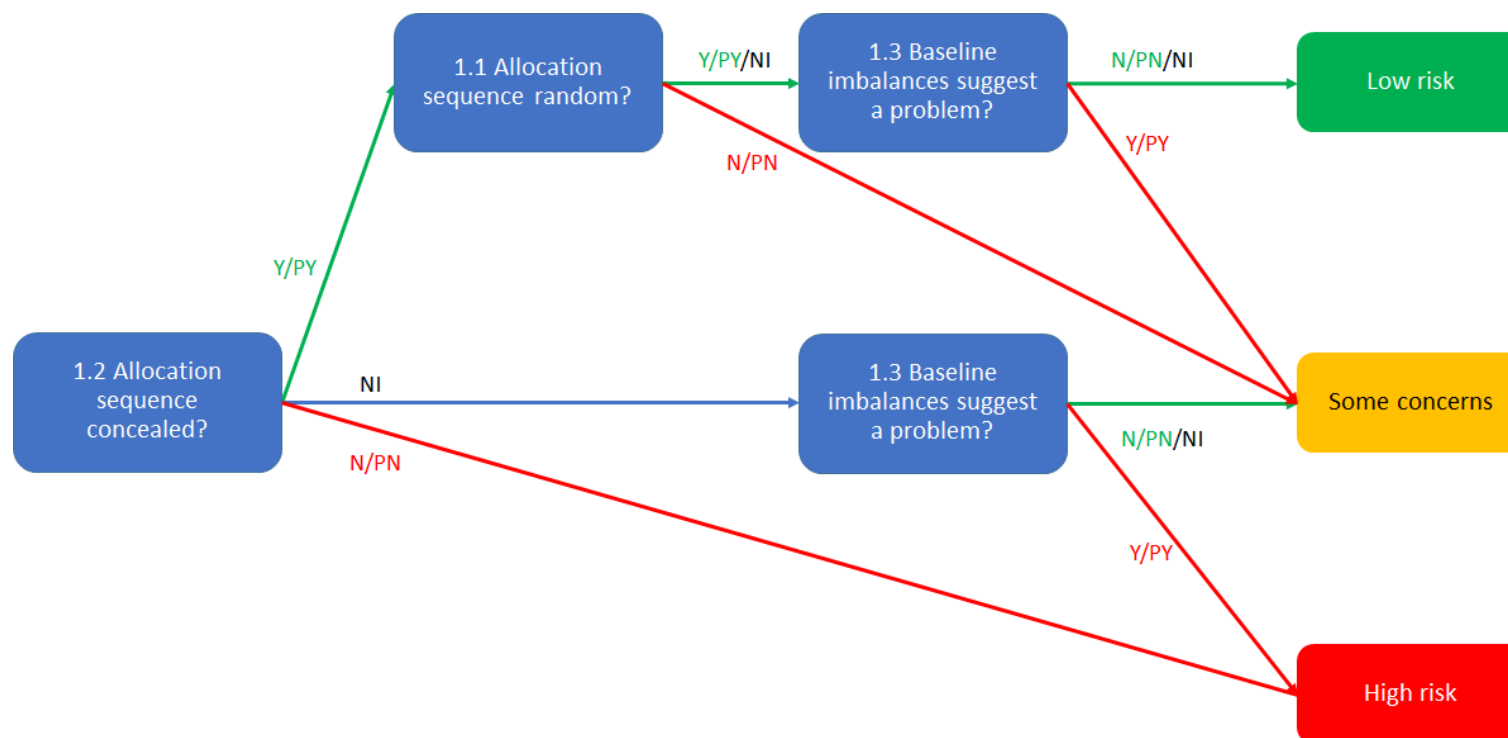 1.1 Allocation
sequence random?
Y/PY/NI
1.3 Baseline
imbalances suggest
a problem?
N/PN/NI
Low risk
N/PN
Y/PY
Y/PY
1.2 Allocation
sequence
concealed?
NI
N/PN
1.3 Baseline
imbalances suggest
a problem?
N/PN/NI
Some concerns
Y/PY
High risk